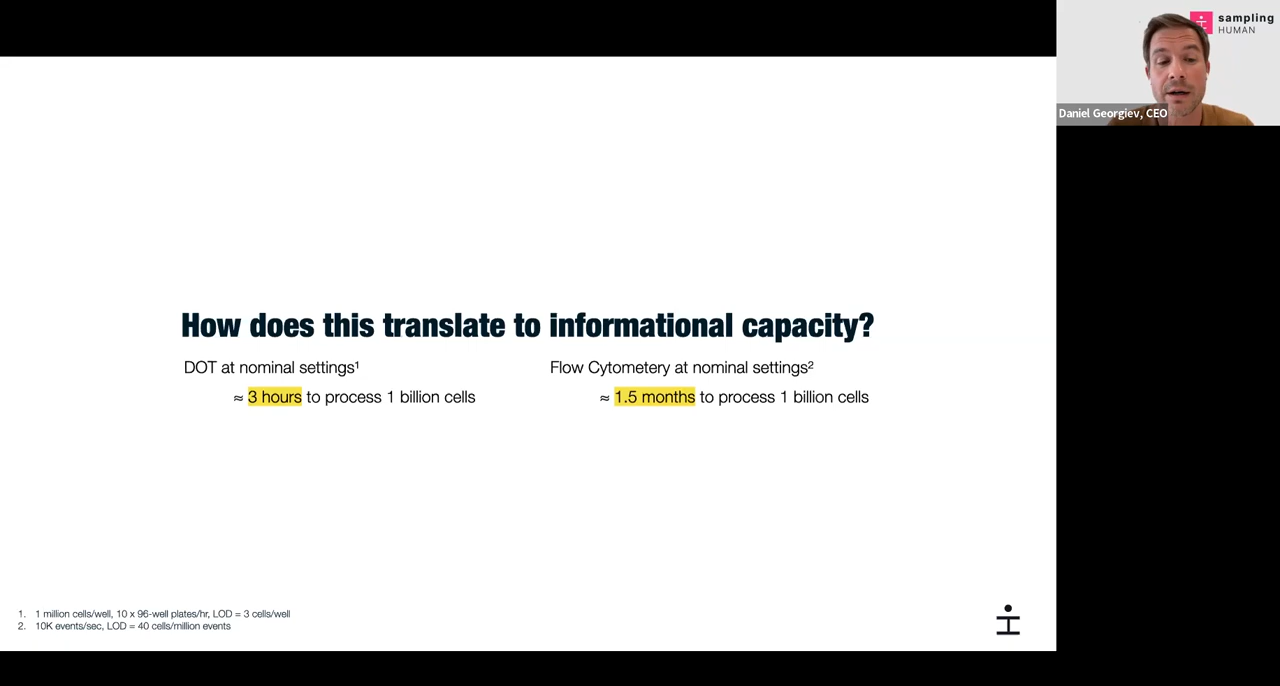 sampling
HUMAN
Daniel Georgiev, CEO
How does this translate to informational capacity?
DOT at nominal settings¹
≈ 3 hours to process 1 billion cells
Flow Cytometery at nominal settings²
≈ 1.5 months to process 1 billion cells
1. 1 million cells/well, 10 x 96-well plates/hr, LOD = 3 cells/well
2. 10K events/sec, LOD = 40 cells/million events